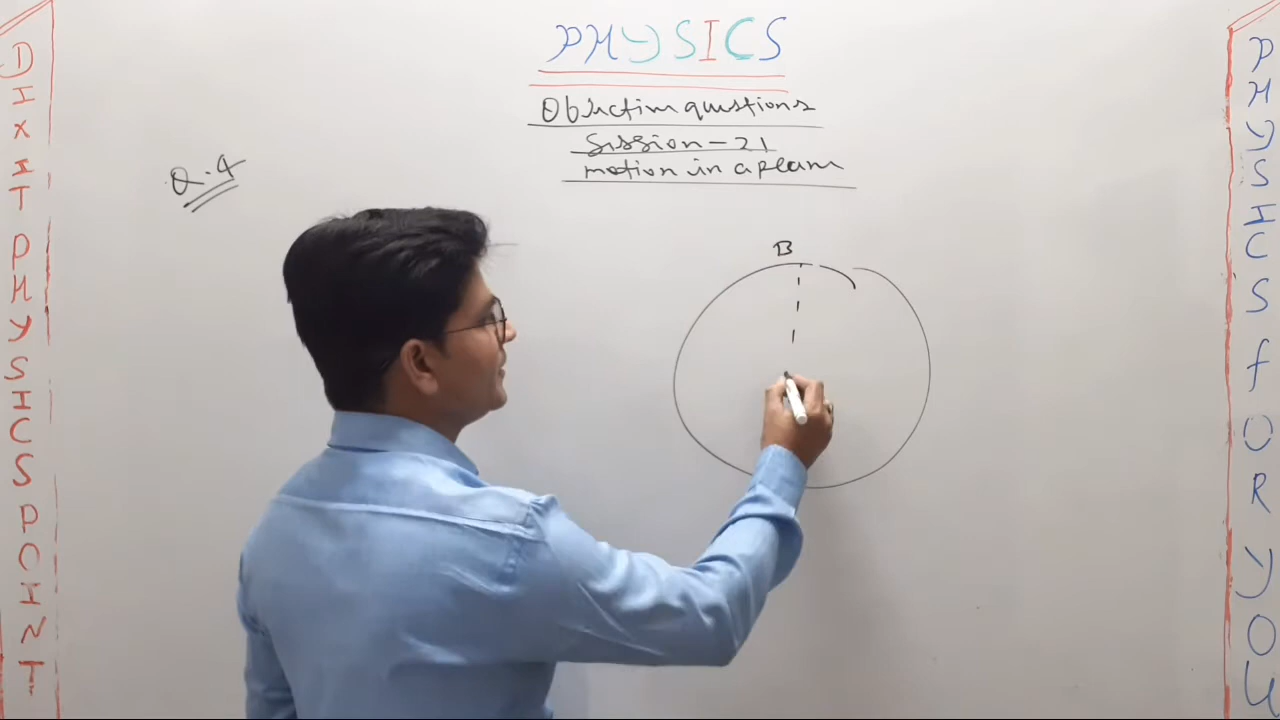 PHYSICS
Objective questions
Session-21
motion in a plane
Q.4
B
DIXIT PHYSICS POINT
PHYSICS fOR YOU